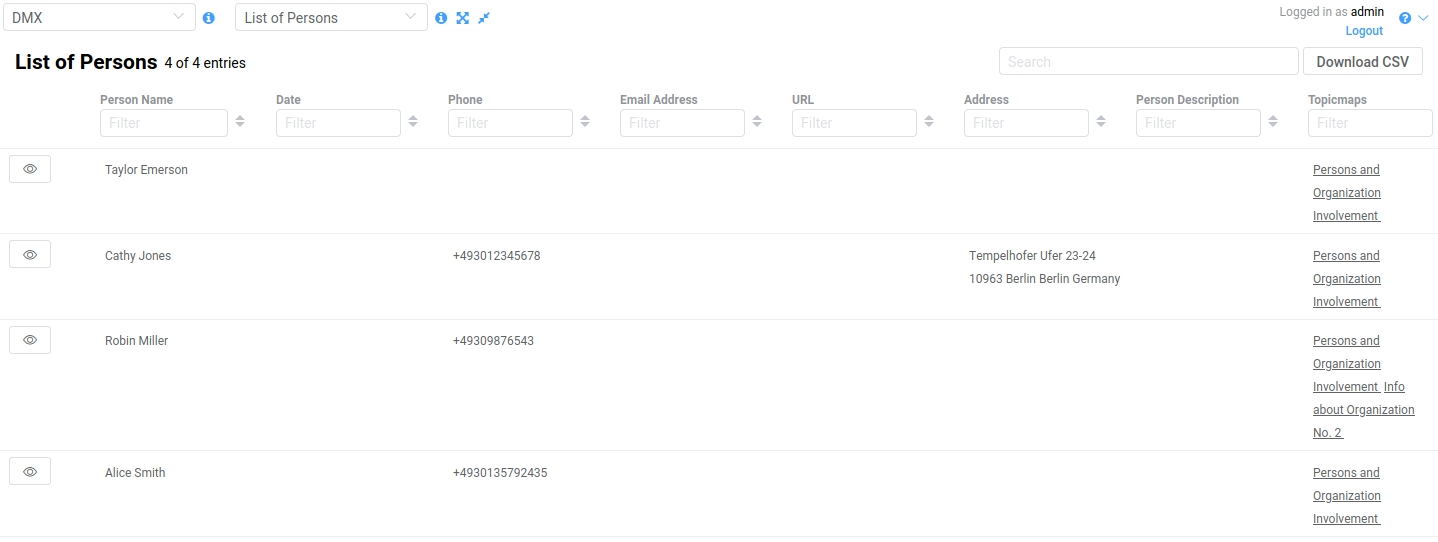 DMX
List of Persons
Logged in as admin
Logout
List of Persons 4 of 4 entries
Search
Download CSV
Person Name Date Phone Email Address URL Address Person Description Topicmaps
Filter Filter Filter Filter Filter Filter Filter Filter
Taylor Emerson Persons and
Organization
Involvement
Cathy Jones +493012345678 Tempelhofer Ufer 23-24 Persons and
10963 Berlin Berlin Germany Organization
Involvement
Robin Miller +49309876543 Persons and
Organization
Involvement Info
about Organization
No. 2
Alice Smith +4930135792435 Persons and
Organization
Involvement